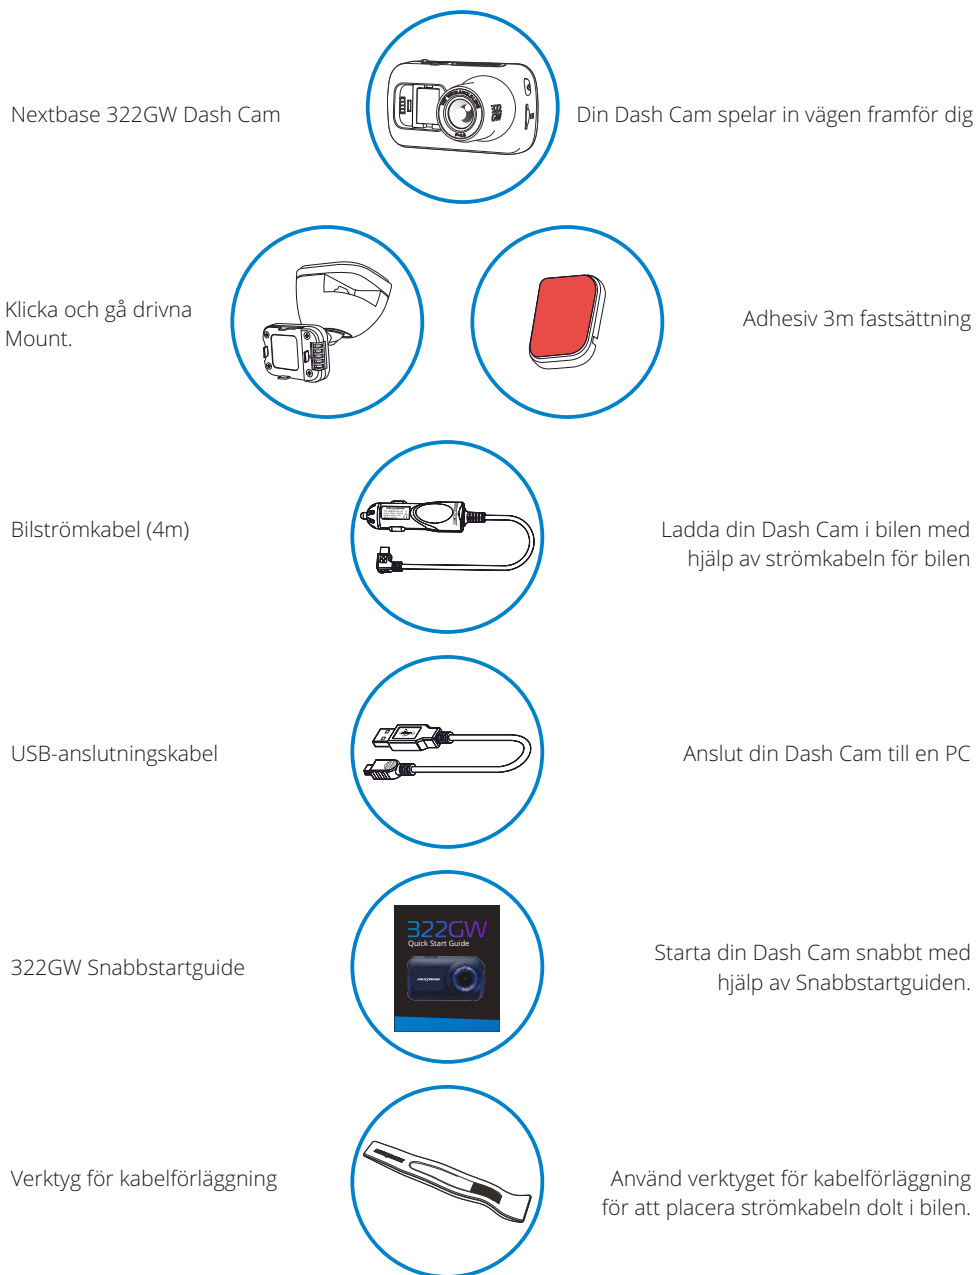 Nextbase 322GW Dash Cam
Din Dash Cam spelar in vägen framför dig
Klicka och gå drivna
Mount.
Adhesiv 3m fastsättning
Bilströmkabel (4m)
Ladda din Dash Cam i bilen med
hjälp av strömkabeln för bilen
USB-anslutningskabel
Anslut din Dash Cam till en PC
322GW Snabbstartguide
322GW
Quick Start Guide
Starta din Dash Cam snabbt med
hjälp av Snabbstartguiden.
Verktyg för kabelförläggning
Använd verktyget för kabelförläggning
för att placera strömkabeln dolt i bilen.